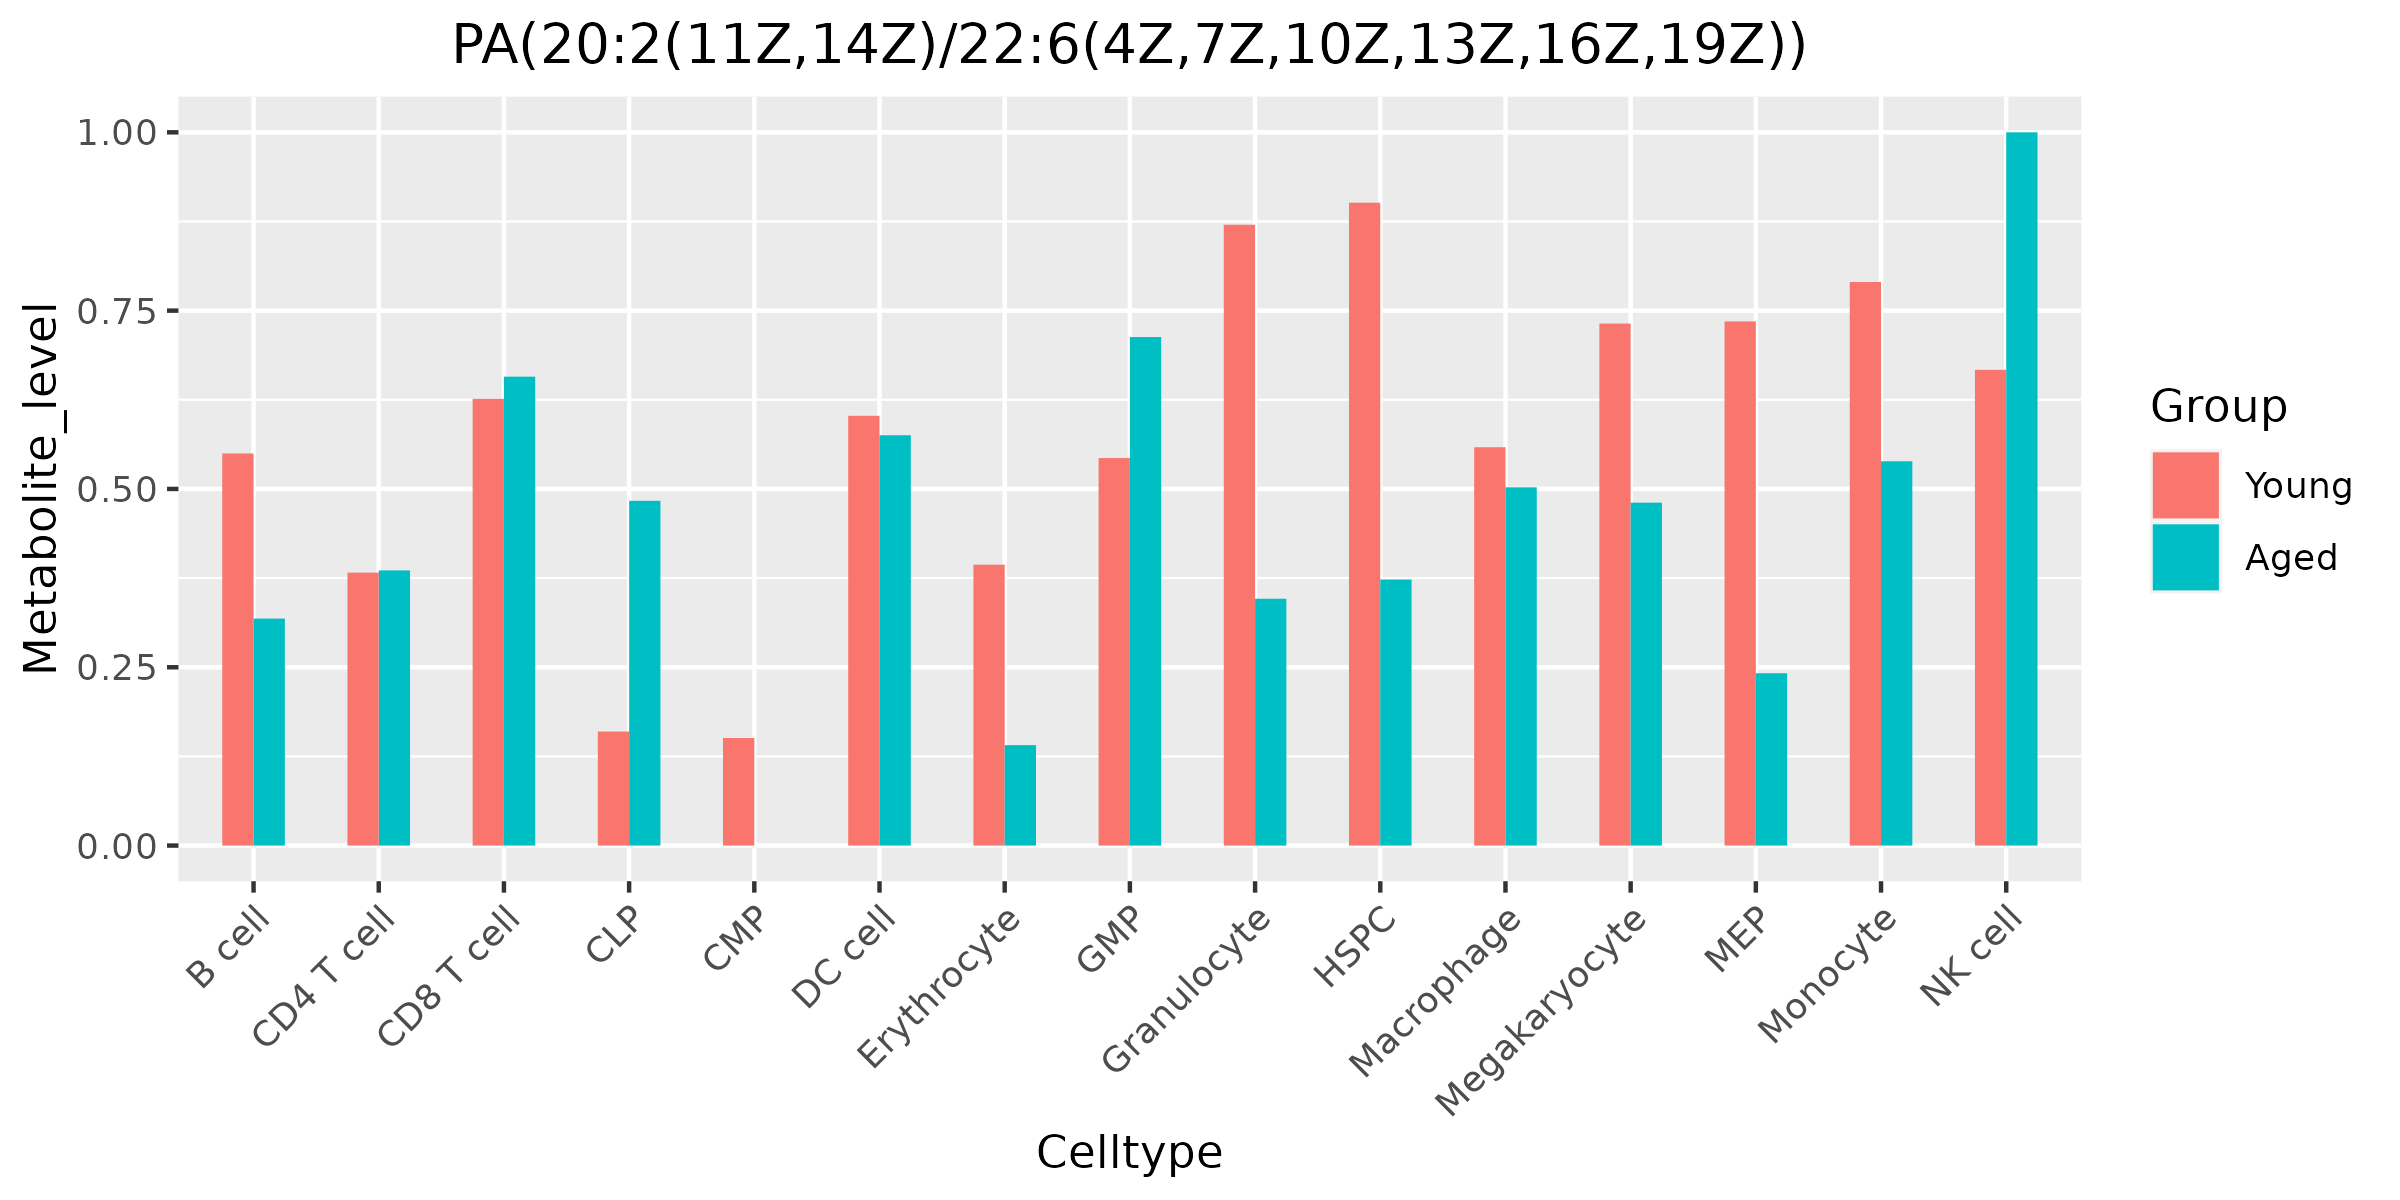 PA(20:2(11Z,14Z)/22:6(4Z,7Z,10Z,13Z,16Z,19Z))
Metabolite_level
1.00
0.75
0.50
0.25
0.00
B cell
CD4 T cell
CD8 T cell
CLP
CMP
DC cell
Erythrocyte
GMP
Granulocyte
HSPC
Macrophage
Megakaryocyte
MEP
Monocyte
NK cell
Celltype
Group
Young
Aged